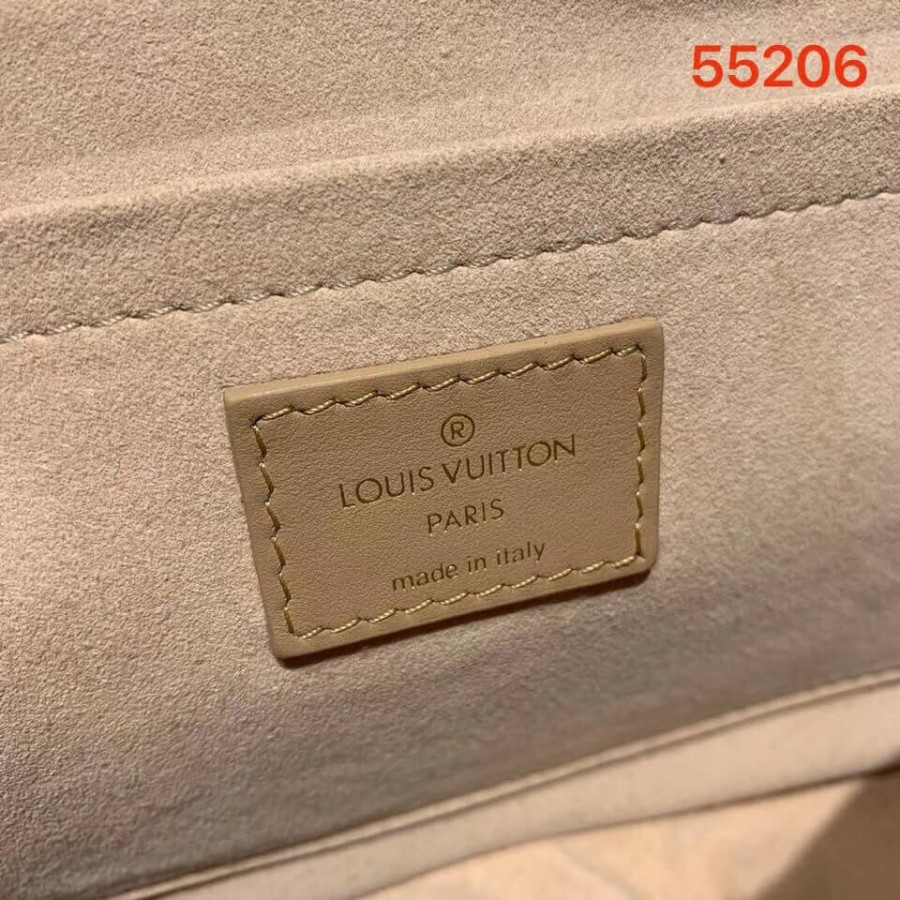 55206
®
LOUIS VUITTON
PARIS
made in italy